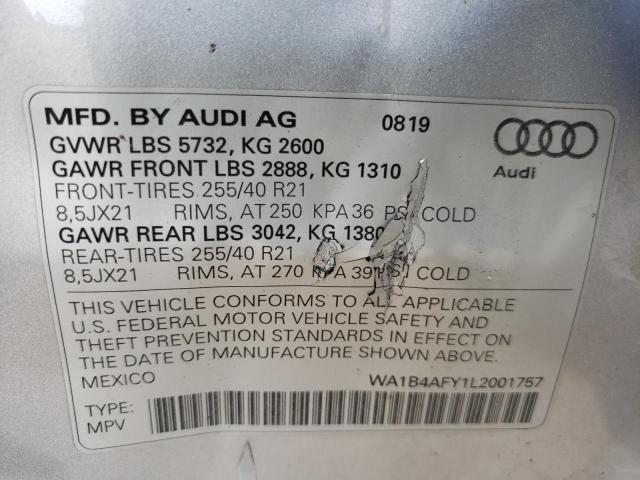 MFD. BY AUDI AG 0819
GVWR LBS 5732, KG 2600
GAWR FRONT LBS 2888, KG 1310
Audi
FRONT-TIRES 255/40 R21
8,5JX21 RIMS, AT 250 KPA 36 PSI COLD
GAWR REAR LBS 3042, KG 1380
REAR-TIRES 255/40 R21
8,5JX21 RIMS, AT 270 KPA 39 PSI COLD
THIS VEHICLE CONFORMS TO ALL APPLICABLE
U.S. FEDERAL MOTOR VEHICLE SAFETY AND
THEFT PREVENTION STANDARDS IN EFFECT ON
THE DATE OF MANUFACTURE SHOWN ABOVE.
MEXICO WA1B4AFY1L2001757
TYPE:
MPV